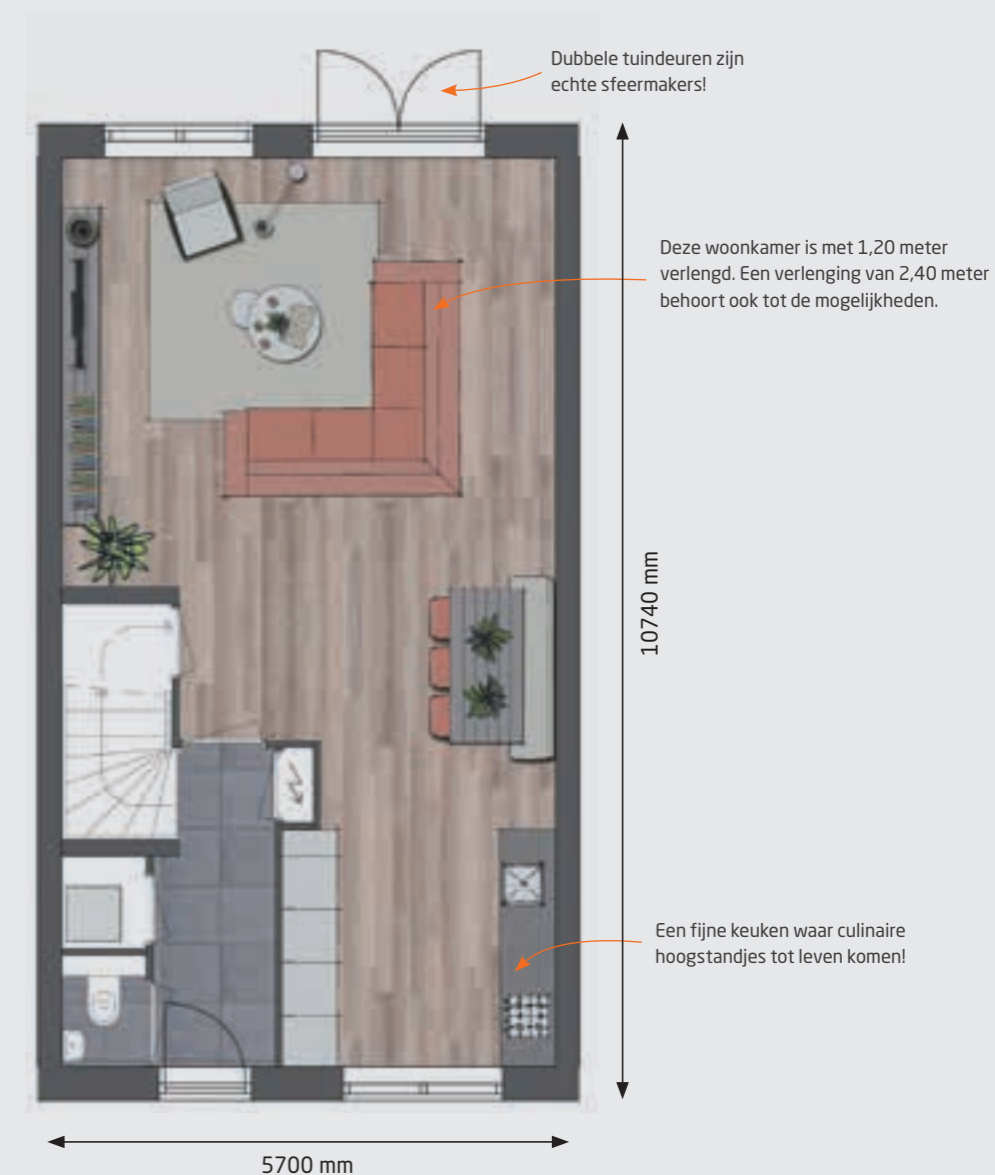 Dubbele tuindeuren zijn
echte sfeermakers!
Deze woonkamer is met 1,20 meter
verlengd. Een verlenging van 2,40 meter
behoort ook tot de mogelijkheden.
10740 mm
Een fijne keuken waar culinaire
hoogstandjes tot leven komen!
5700 mm